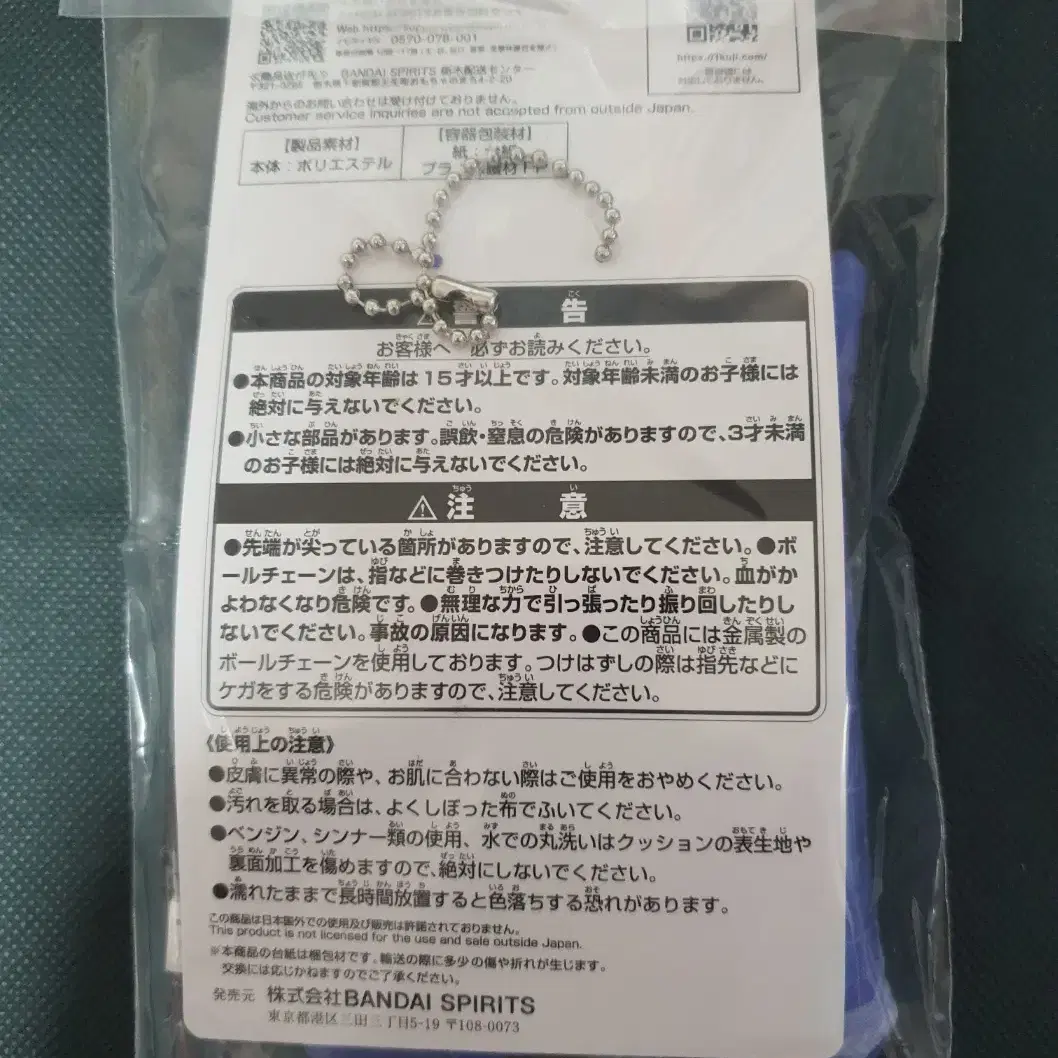 0570-078-001
https://1kuji.com/
BANDAI SPIRITS 栃木配送センター
海外からのお問い合わせは受け付けておりません。
Customer service inquiries are not accepted from outside Japan.
【製品素材】
本体：ポリエステル
【容器包装材】
紙：
プラ
告
お客様へ 必ずお読みください。
●本商品の対象年齢は15才以上です。対象年齢未満のお子様には
絶対に与えないでください。
●小さな部品があります。誤飲・窒息の危険がありますので、3才未満
のお子様には絶対に与えないでください。
⚠注 意
●先端が尖っている箇所がありますので、注意してください。●ボ
ールチェーンは、指などに巻きつけたりしないでください。血がか
よわなくなり危険です。●無理な力で引っ張ったり振り回したりし
ないでください。事故の原因になります。●この商品には金属製の
ボールチェーンを使用しております。つけはずしの際は指先などに
ケガをする危険がありますので、注意してください。
《使用上の注意》
●皮膚に異常の際や、お肌に合わない際はご使用をおやめください。
●汚れを取る場合は、よくしぼった布でふいてください。
●ベンジン、シンナー類の使用、水での丸洗いはクッションの表生地や
裏面加工を傷めますので、絶対にしないでください。
●濡れたままで長時間放置すると色落ちする恐れがあります。
この商品は日本国外での使用及び販売は許諾されておりません。
This product is not licensed for the use and sale outside Japan.
※本商品の台紙は梱包材です。輸送の際に多少の傷や折れが生じます。
交換には応じかねますのでご了承ください。
発売元 株式会社BANDAI SPIRITS
東京都港区三田三丁目5-19 〒108-0073